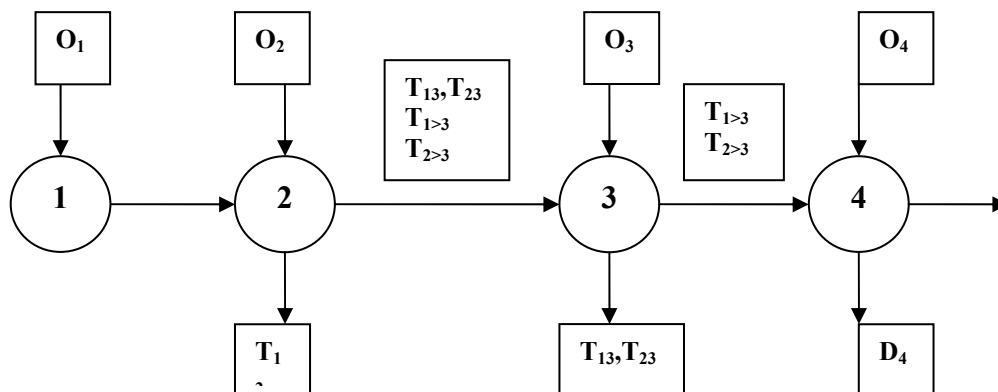 O₁
O₂
O₃
O₄
T₁₃,T₂₃
T₁>₃
T₂>₃
T₁>₃
T₂>₃
1
2
3
4
T₁
T₁₃,T₂₃
D₄